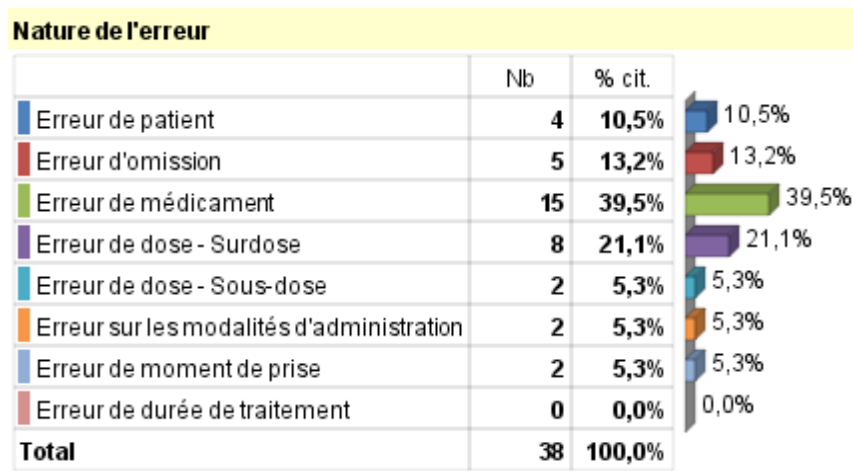 Nature de l'erreur
Nb % cit.
Erreur de patient 4 10,5% 10,5%
Erreur d'omission 5 13,2% 13,2%
Erreur de médicament 15 39,5% 39,5%
Erreur de dose - Surdose 8 21,1% 21,1%
Erreur de dose - Sous-dose 2 5,3% 5,3%
Erreur sur les modalités d'administration 2 5,3% 5,3%
Erreur de moment de prise 2 5,3% 5,3%
Erreur de durée de traitement 0 0,0% 0,0%
Total 38 100,0%